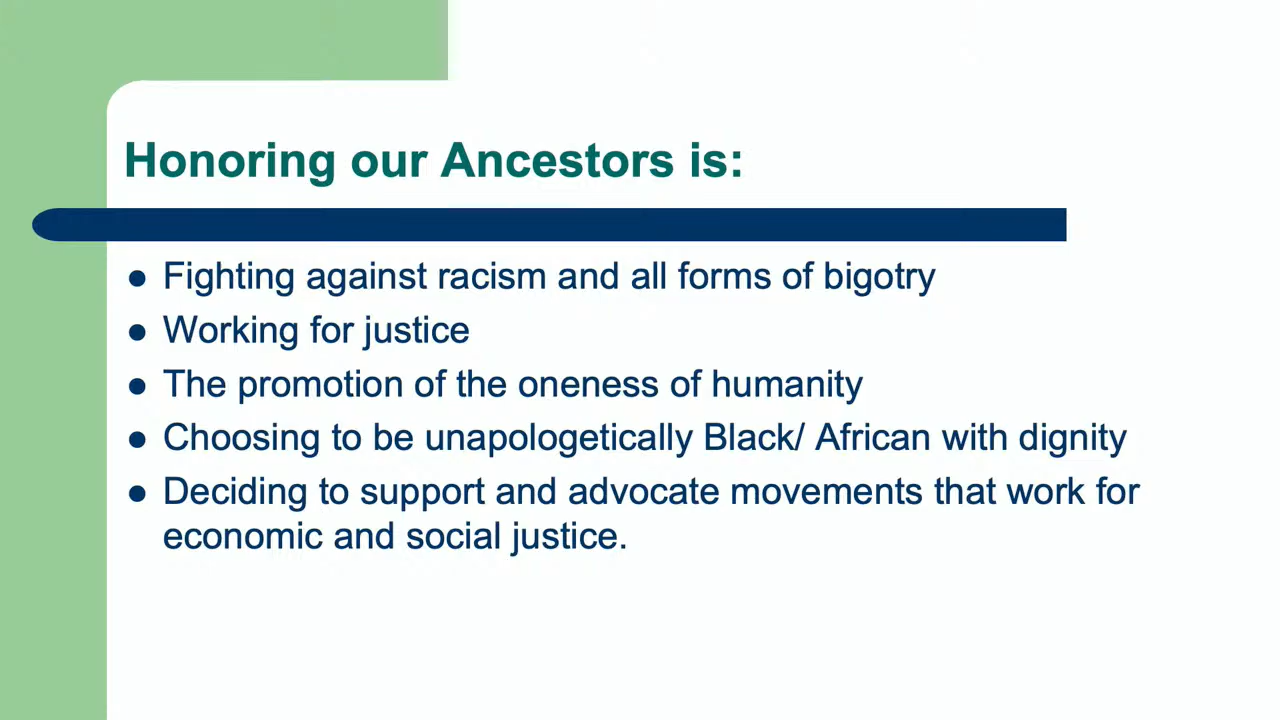 Honoring our Ancestors is:
● Fighting against racism and all forms of bigotry
● Working for justice
● The promotion of the oneness of humanity
● Choosing to be unapologetically Black/ African with dignity
● Deciding to support and advocate movements that work for
economic and social justice.